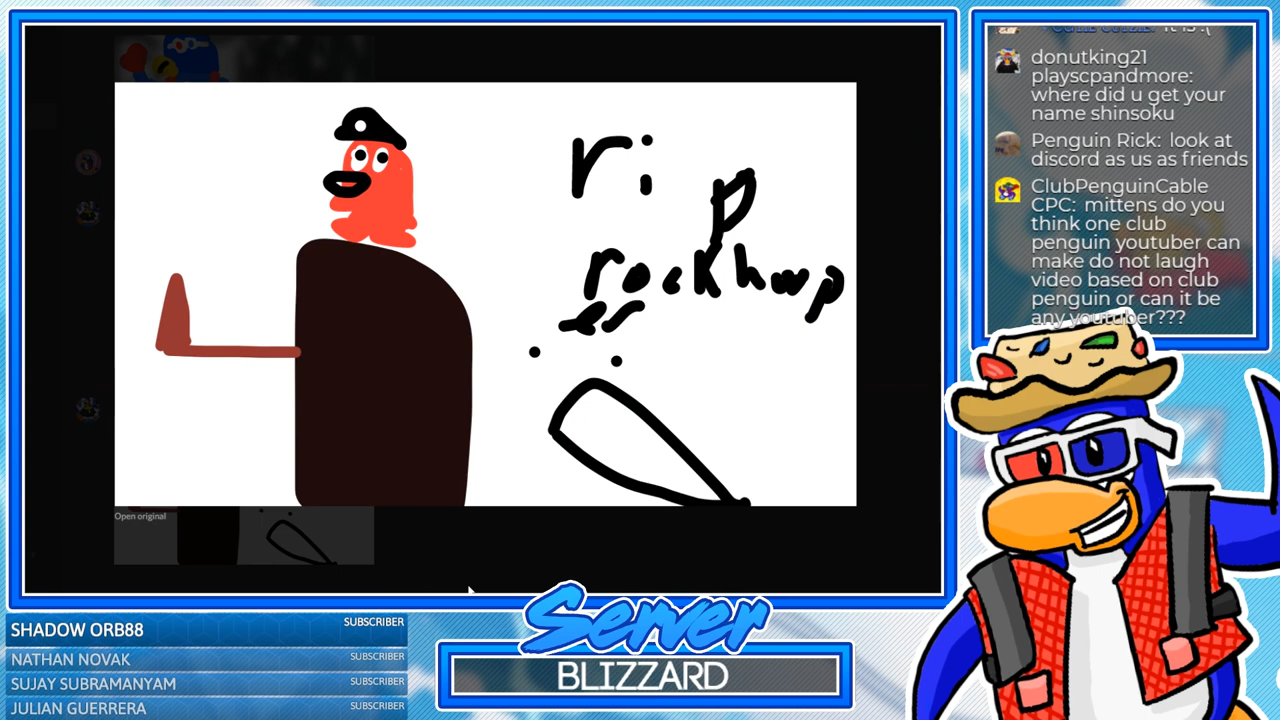 ri
p
rockhwp
er
Open original
donutking21
playscpandmore:
where did u get your
name shinsoku
Penguin Rick: look at
discord as us as friends
ClubPenguinCable
CPC: mittens do you
think one club
penguin youtuber can
make do not laugh
video based on club
penguin or can it be
any youtuber???
Server
BLIZZARD
SHADOW ORB88 SUBSCRIBER
NATHAN NOVAK SUBSCRIBER
SUJAY SUBRAMANYAM SUBSCRIBER
JULIAN GUERRERA SUBSCRIBER